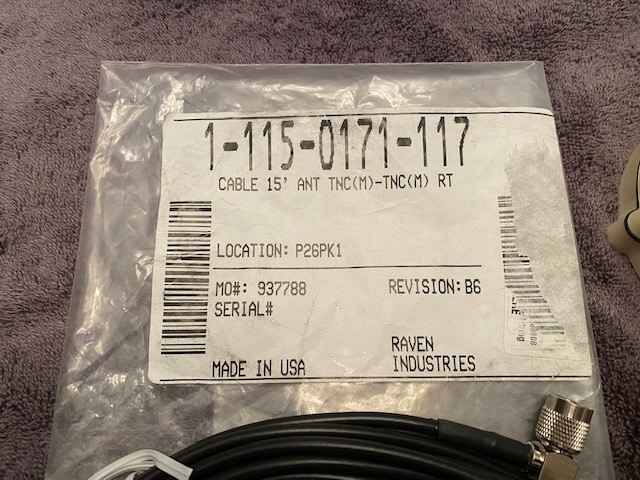 1-115-0171-117
CABLE 15' ANT TNC(M)-TNC(M) RT
LOCATION: P26PK1
MO#: 937788
REVISION: B6
SERIAL#
MADE IN USA
RAVEN
INDUSTRIES